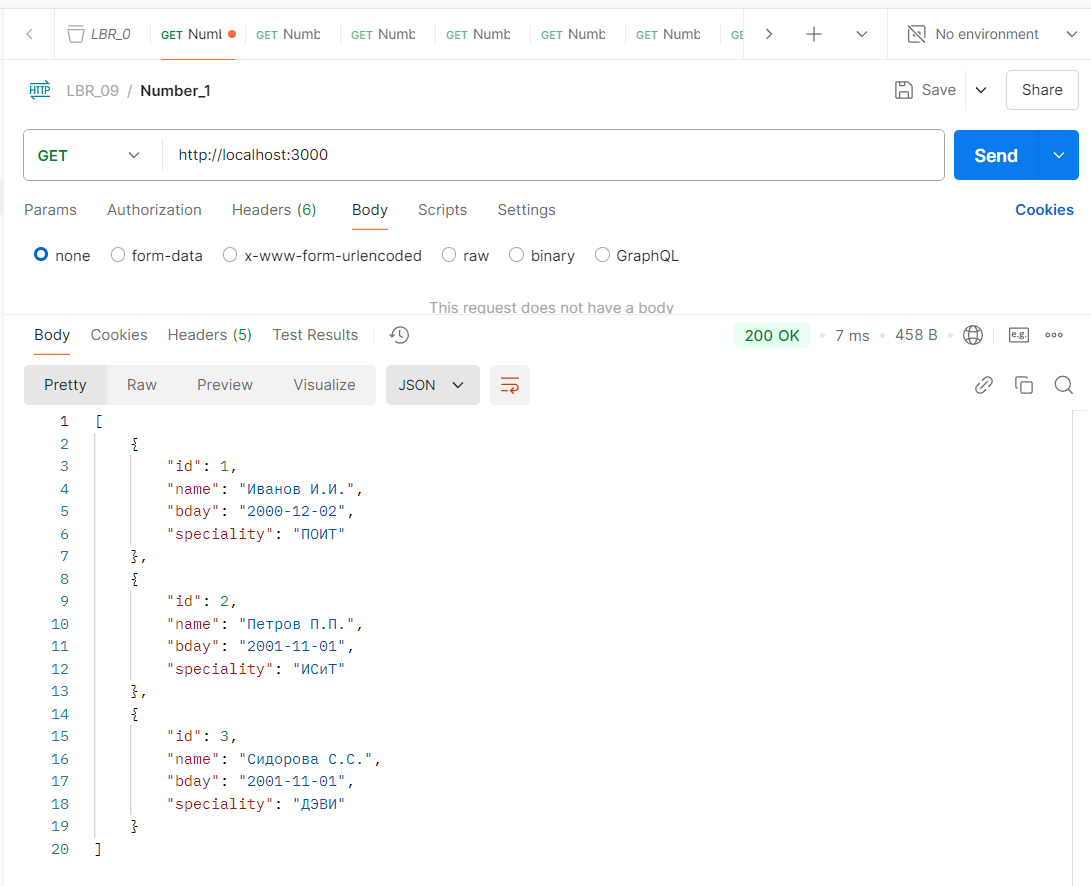 LBR_0 GET Numl GET Numb GET Numb GET Numb GET Numb GET Numb GE No environment
HTTP LBR_09 / Number_1 Save Share
GET http://localhost:3000 Send
Params Authorization Headers (6) Body Scripts Settings Cookies
none form-data x-www-form-urlencoded raw binary GraphQL
This request does not have a body
Body Cookies Headers (5) Test Results 200 OK 7 ms 458 B e.g.
Pretty Raw Preview Visualize JSON
1 [
2 {
3 "id": 1,
4 "name": "Иванов И.И.",
5 "bday": "2000-12-02",
6 "speciality": "ПОИТ"
7 },
8 {
9 "id": 2,
10 "name": "Петров П.П.",
11 "bday": "2001-11-01",
12 "speciality": "ИСиТ"
13 },
14 {
15 "id": 3,
16 "name": "Сидорова С.С.",
17 "bday": "2001-11-01",
18 "speciality": "ДЭВИ"
19 }
20 ]